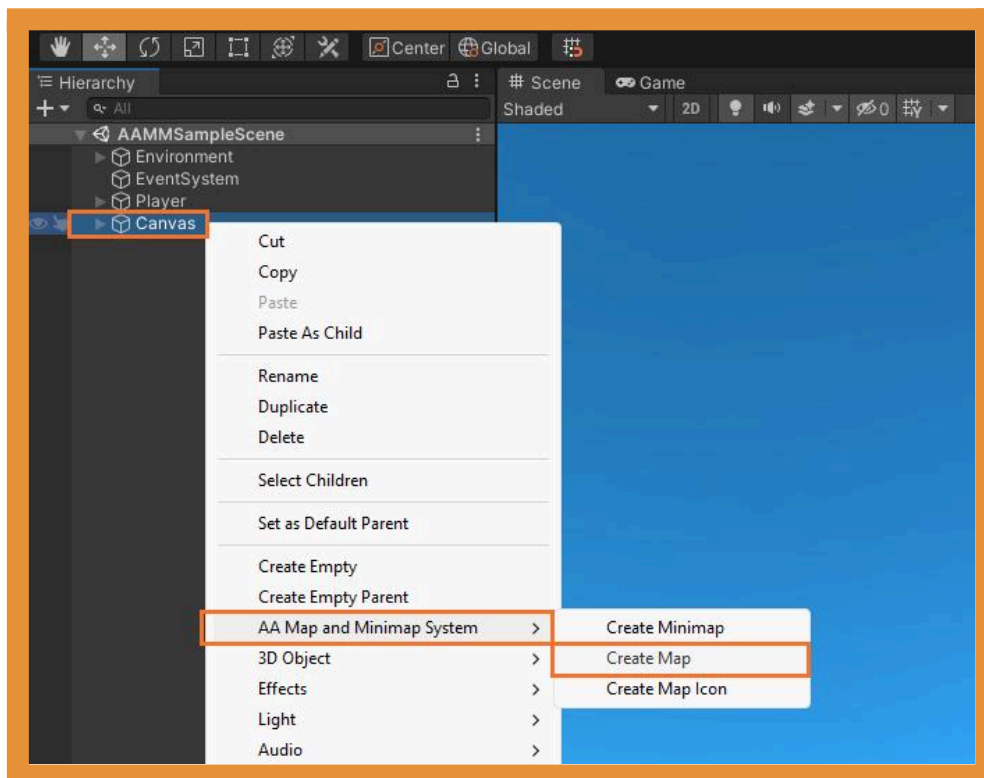 Center Global
Hierarchy
# Scene
Game
All
Shaded
2D
0
AAMMSampleScene
Environment
EventSystem
Player
Canvas
Cut
Copy
Paste
Paste As Child
Rename
Duplicate
Delete
Select Children
Set as Default Parent
Create Empty
Create Empty Parent
AA Map and Minimap System >
Create Minimap
3D Object >
Create Map
Effects >
Create Map Icon
Light >
Audio >